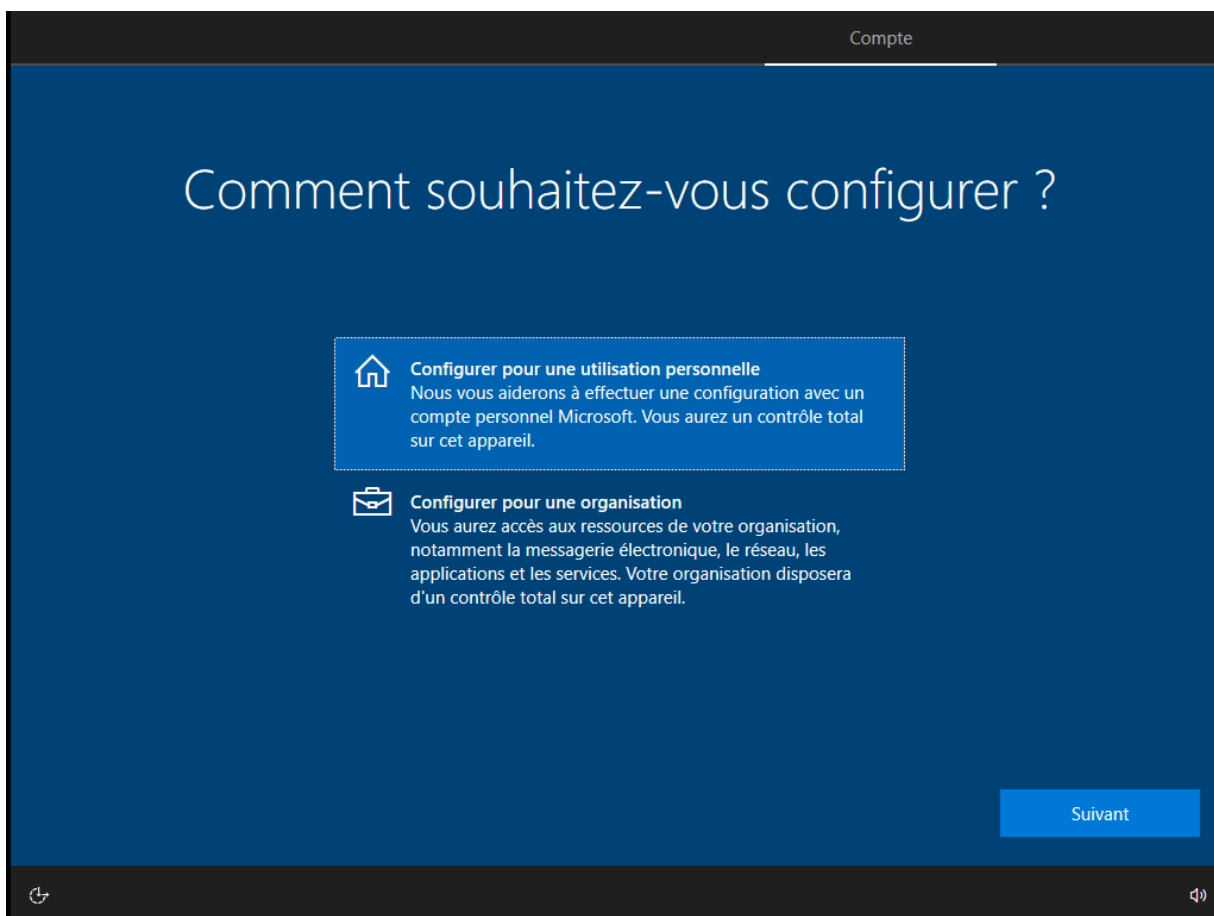 Compte
Comment souhaitez-vous configurer ?
Configurer pour une utilisation personnelle
Nous vous aiderons à effectuer une configuration avec un
compte personnel Microsoft. Vous aurez un contrôle total
sur cet appareil.
Configurer pour une organisation
Vous aurez accès aux ressources de votre organisation,
notamment la messagerie électronique, le réseau, les
applications et les services. Votre organisation disposera
d'un contrôle total sur cet appareil.
Suivant